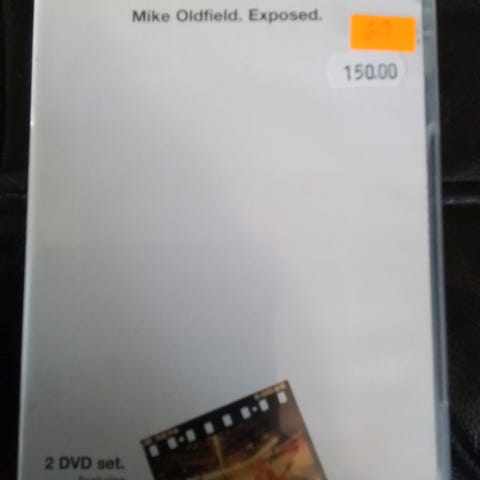 Mike Oldfield. Exposed.
150.00
2 DVD set.